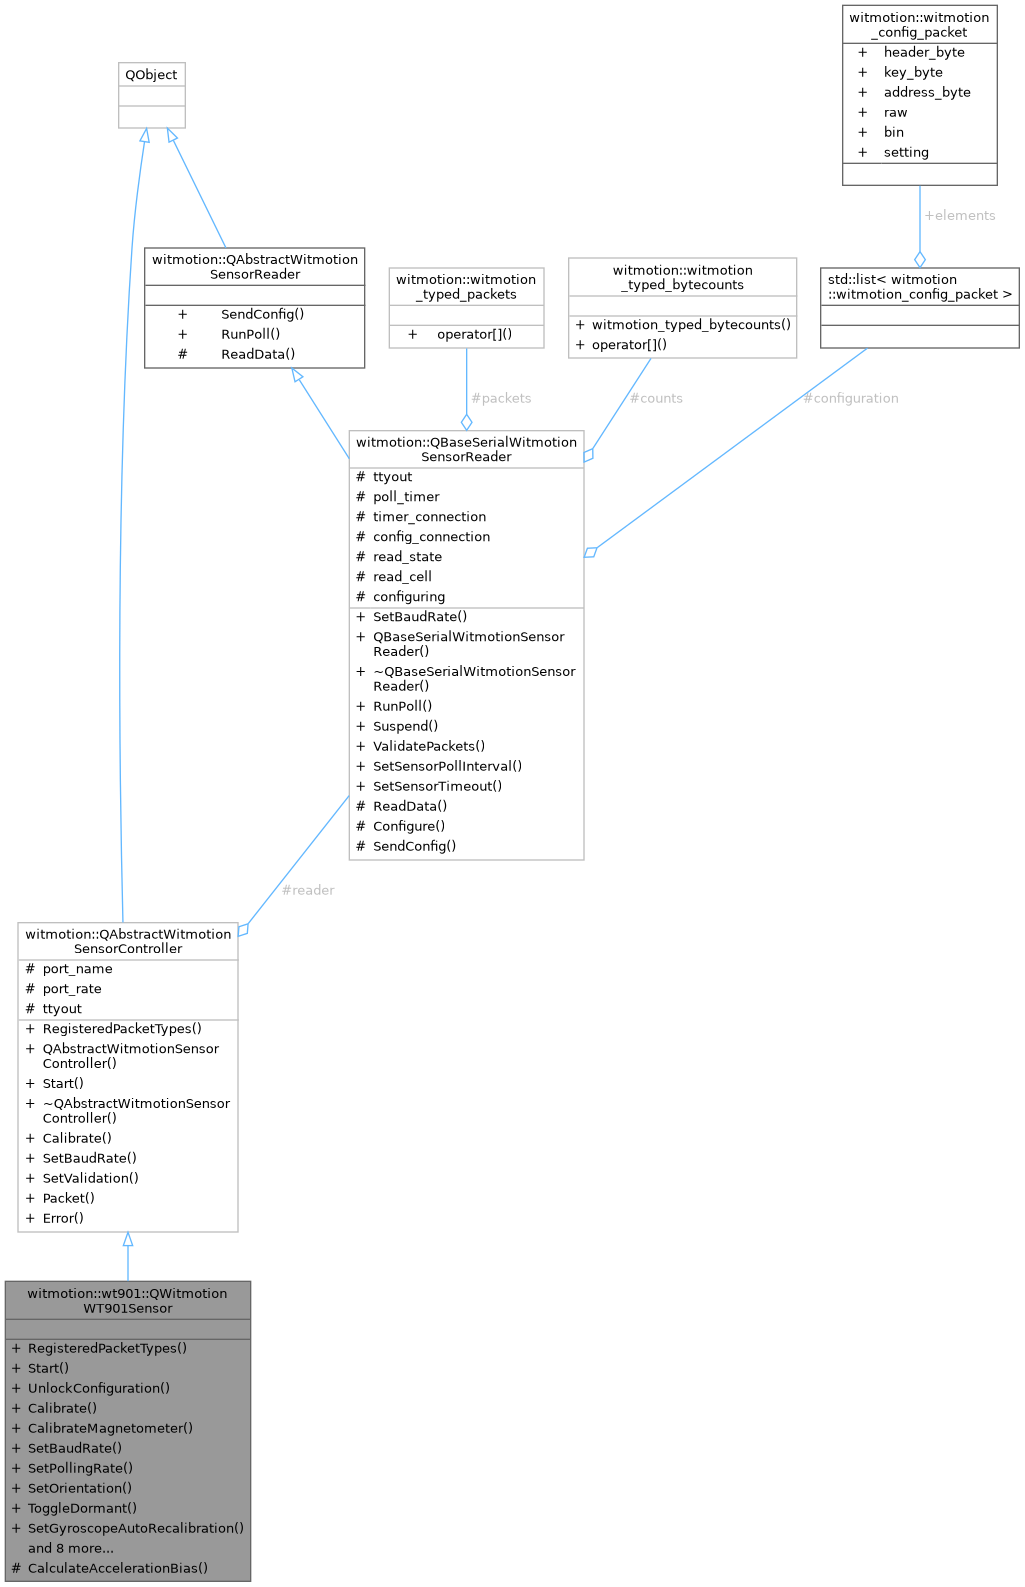 witmotion::witmotion
_config_packet
+ header_byte
+ key_byte
+ address_byte
+ raw
+ bin
+ setting
QObject
+elements
witmotion::QAbstractWitmotion
SensorReader
+ SendConfig()
+ RunPoll()
# ReadData()
witmotion::witmotion
_typed_packets
+ operator[]()
witmotion::witmotion
_typed_bytecounts
+ witmotion_typed_bytecounts()
+ operator[]()
std::list< witmotion
::witmotion_config_packet >
#packets
#counts
#configuration
witmotion::QBaseSerialWitmotion
SensorReader
# ttyout
# poll_timer
# timer_connection
# config_connection
# read_state
# read_cell
# configuring
+ SetBaudRate()
+ QBaseSerialWitmotionSensor
Reader()
+ ~QBaseSerialWitmotionSensor
Reader()
+ RunPoll()
+ Suspend()
+ ValidatePackets()
+ SetSensorPollInterval()
+ SetSensorTimeout()
# ReadData()
# Configure()
# SendConfig()
#reader
witmotion::QAbstractWitmotion
SensorController
# port_name
# port_rate
# ttyout
+ RegisteredPacketTypes()
+ QAbstractWitmotionSensor
Controller()
+ Start()
+ ~QAbstractWitmotionSensor
Controller()
+ Calibrate()
+ SetBaudRate()
+ SetValidation()
+ Packet()
+ Error()
witmotion::wt901::QWitmotion
WT901Sensor
+ RegisteredPacketTypes()
+ Start()
+ UnlockConfiguration()
+ Calibrate()
+ CalibrateMagnetometer()
+ SetBaudRate()
+ SetPollingRate()
+ SetOrientation()
+ ToggleDormant()
+ SetGyroscopeAutoRecalibration()
and 8 more...
# CalculateAccelerationBias()